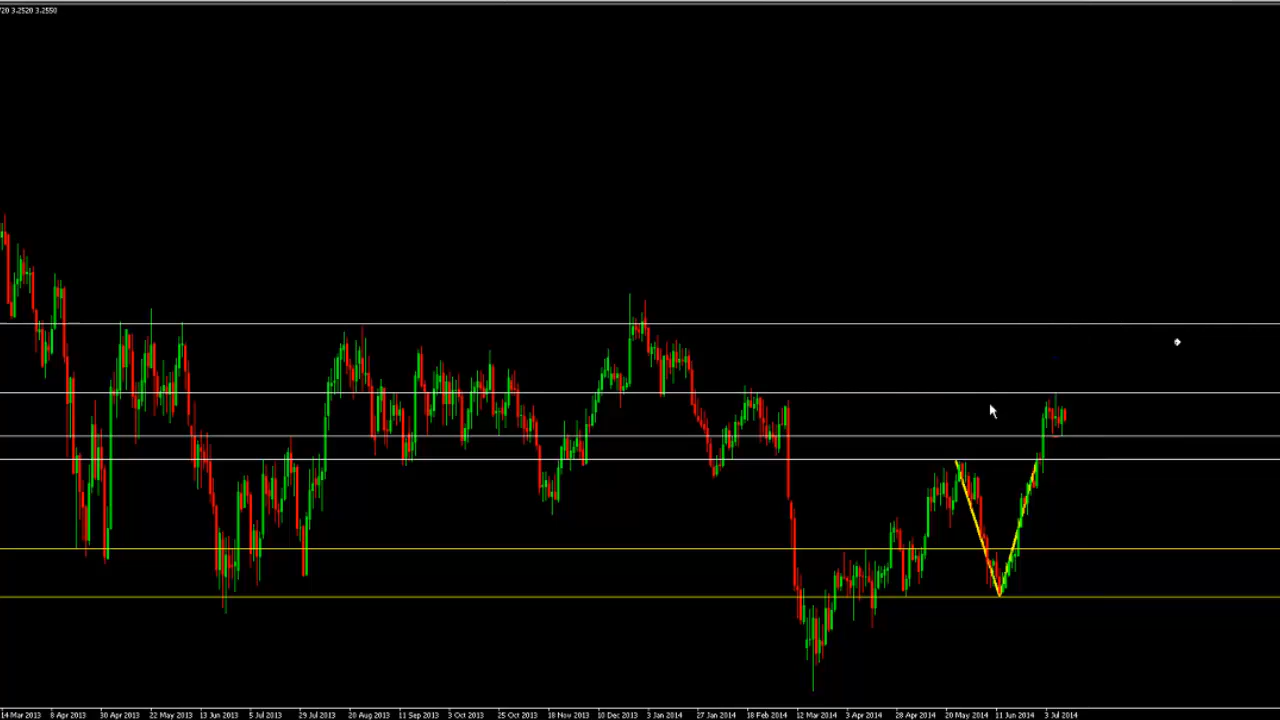 720 3.2520 3.2550
14 Mar 2013 8 Apr 2013 30 Apr 2013 22 May 2013 13 Jun 2013 5 Jul 2013 29 Jul 2013 20 Aug 2013 11 Sep 2013 3 Oct 2013 25 Oct 2013 18 Nov 2013 10 Dec 2013 3 Jan 2014 27 Jan 2014 18 Feb 2014 12 Mar 2014 3 Apr 2014 28 Apr 2014 20 May 2014 11 Jun 2014 3 Jul 2014